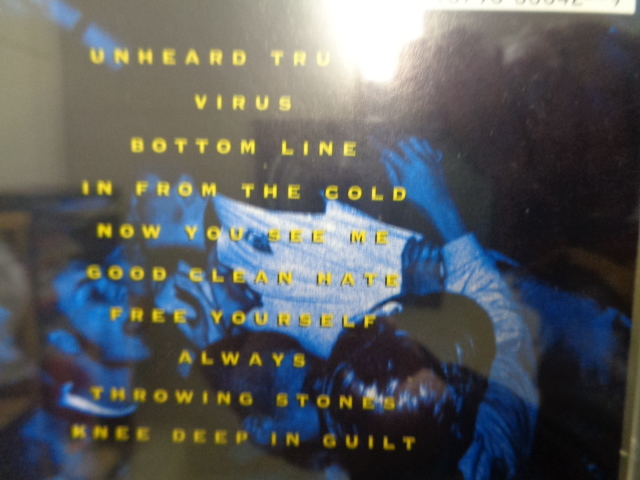 UNHEARD TRU
VIRUS
BOTTOM LINE
IN FROM THE COLD
NOW YOU SEE ME
GOOD CLEAN HATE
FREE YOURSELF
ALWAYS
THROWING STONES
KNEE DEEP IN GUILT